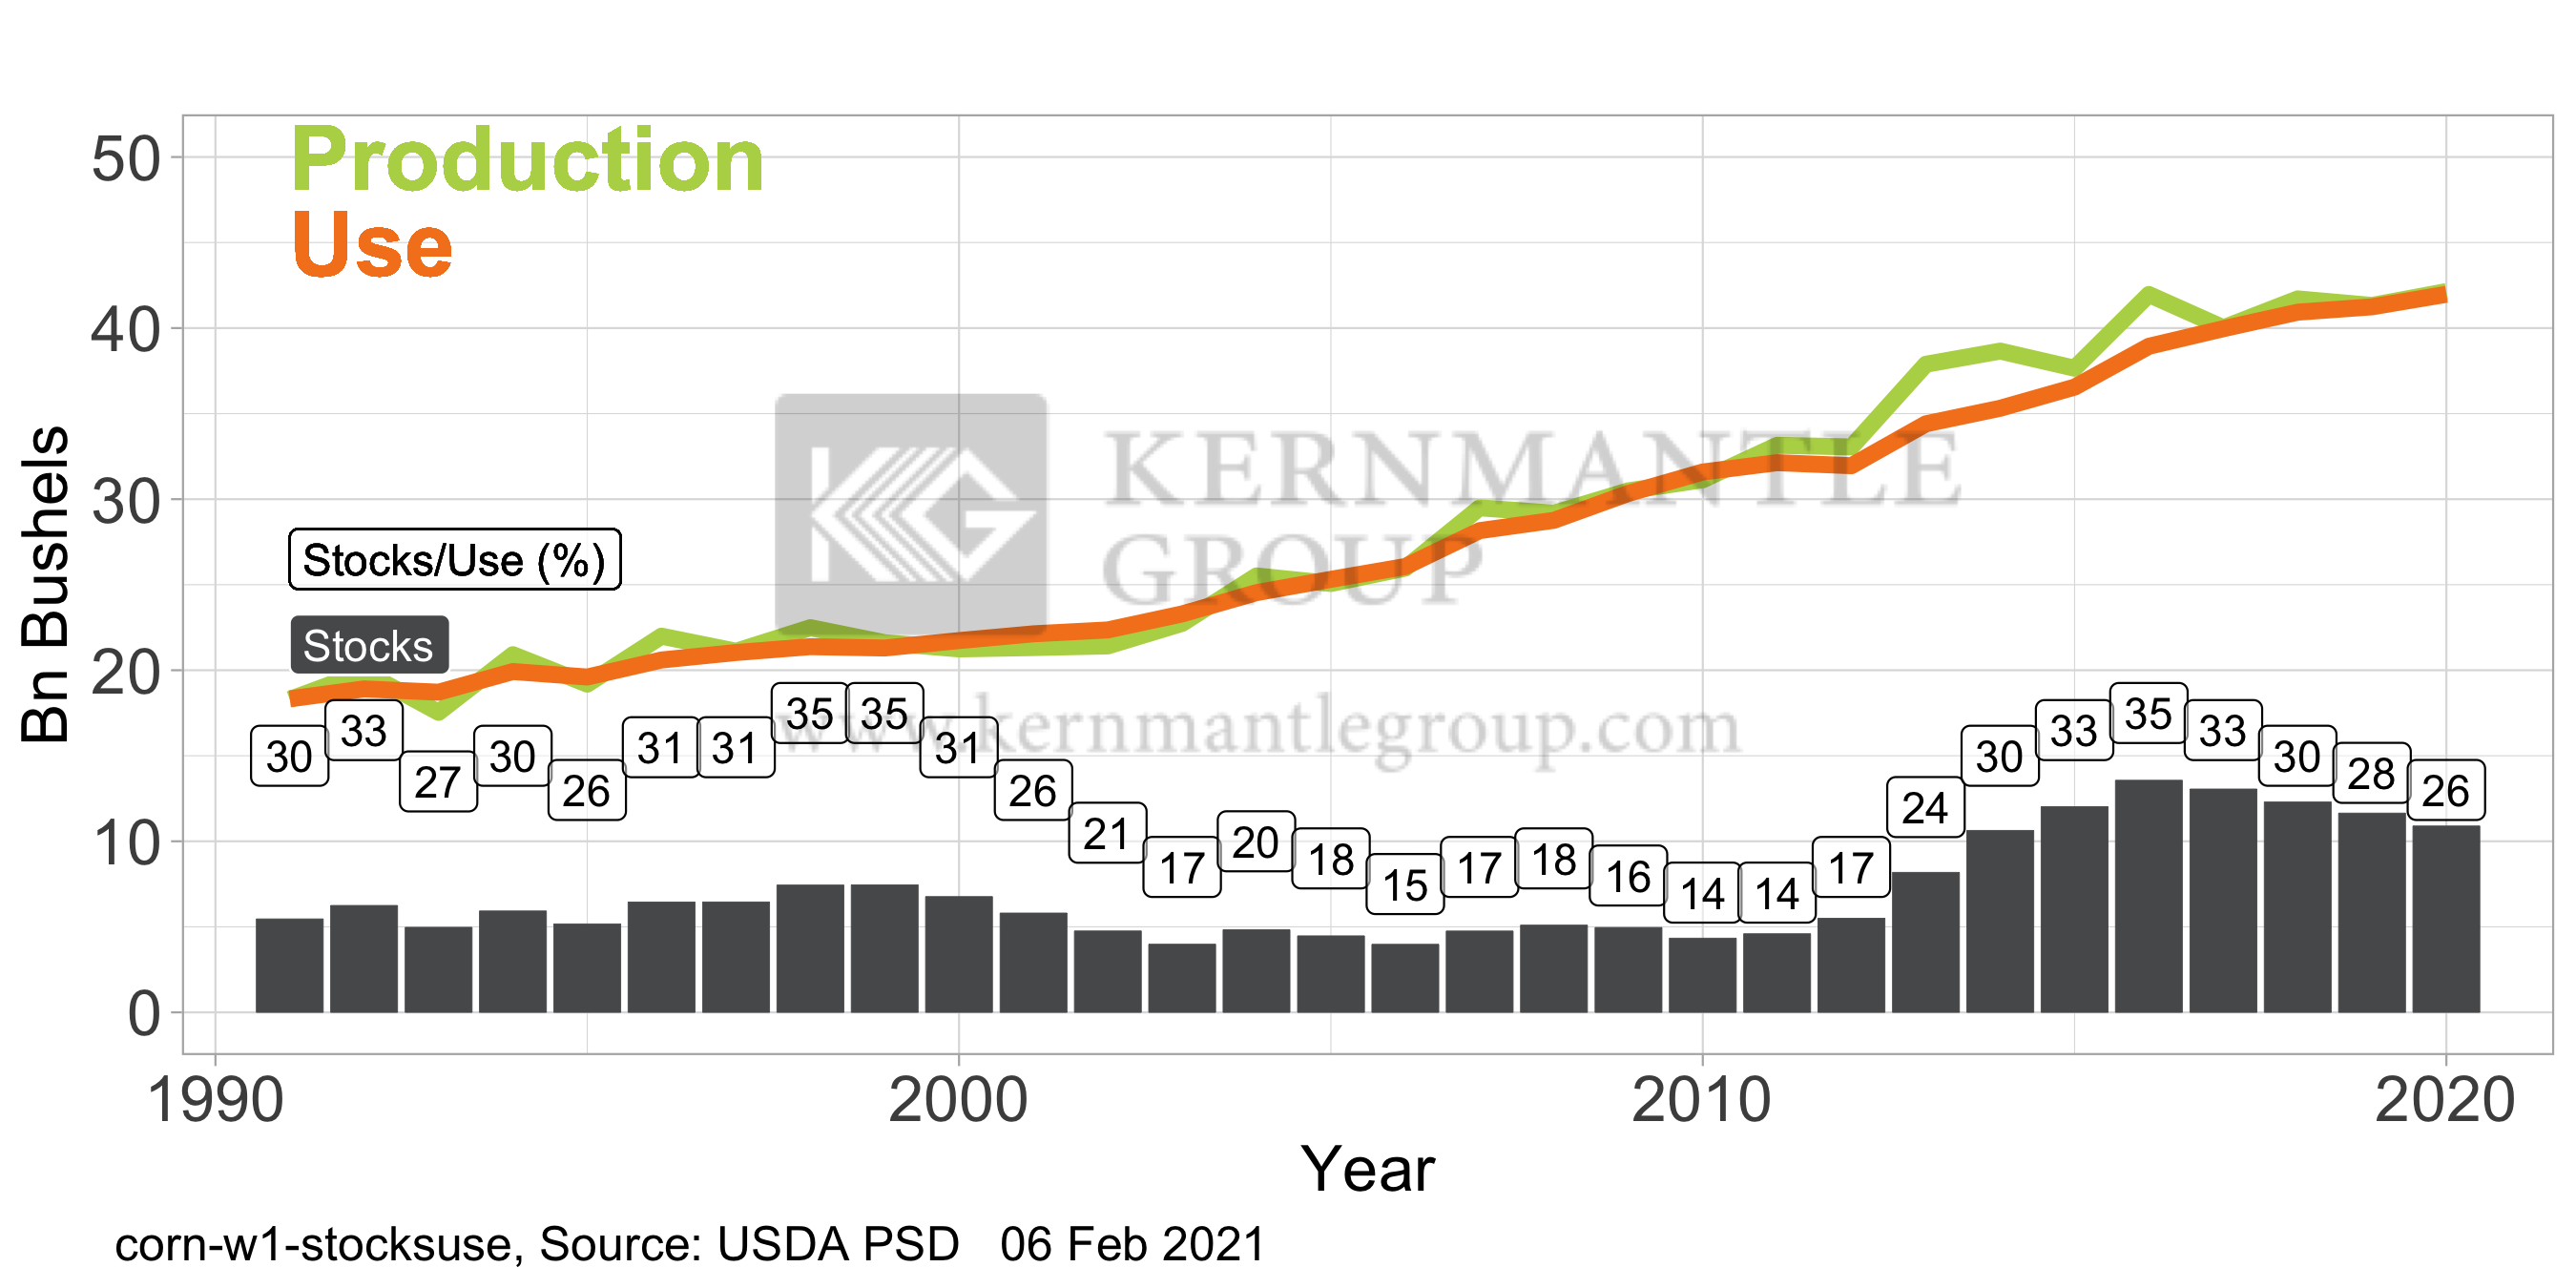 Production
Use
50
40
30
20
10
0
Bn Bushels
KERNMANTLE
GROUP
www.kernmantlegroup.com
Stocks/Use (%)
Stocks
30 33 27 30 26 31 31 35 35 31 26 21 17 20 18 15 17 18 16 14 14 17 24 30 33 35 33 30 28 26
1990 2000 2010 2020
Year
corn-w1-stocksuse, Source: USDA PSD 06 Feb 2021